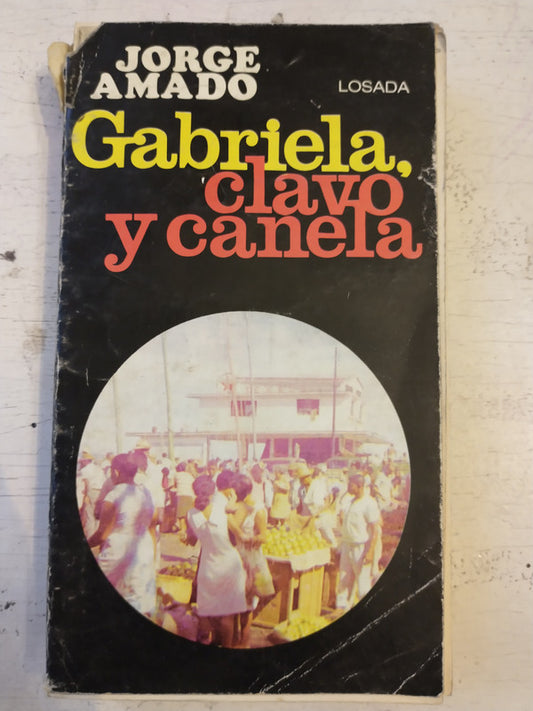 JORGE
AMADO
LOSADA
Gabriela,
clavo
y canela